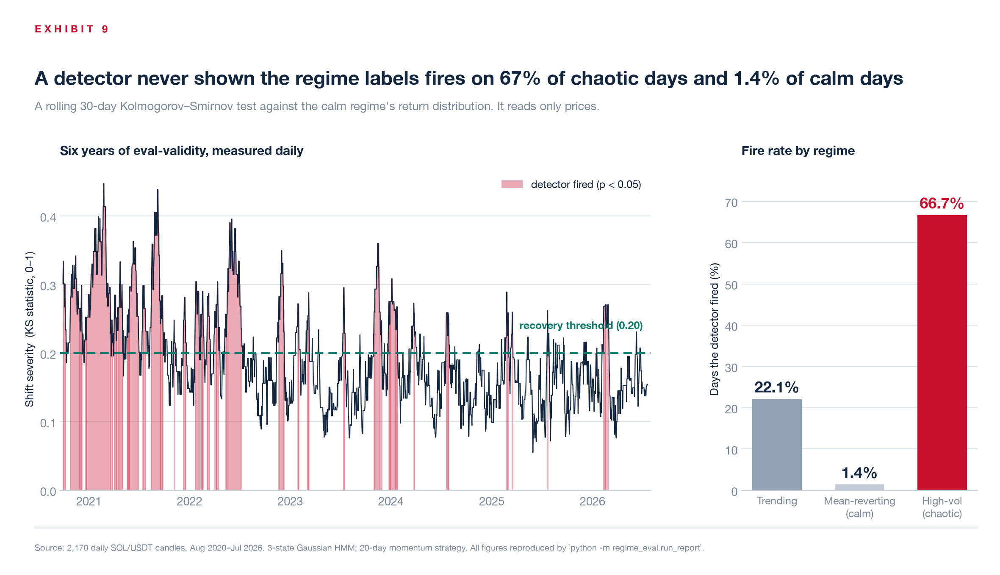 EXHIBIT 9
A detector never shown the regime labels fires on 67% of chaotic days and 1.4% of calm days
A rolling 30-day Kolmogorov–Smirnov test against the calm regime's return distribution. It reads only prices.
Six years of eval-validity, measured daily
detector fired (p < 0.05)
Shift severity (KS statistic, 0–1)
0.4
0.3
0.2
0.1
0.0
recovery threshold (0.20)
2021
2022
2023
2024
2025
2026
Fire rate by regime
Days the detector fired (%)
70
60
50
40
30
20
10
0
22.1%
1.4%
66.7%
Trending
Mean-reverting
(calm)
High-vol
(chaotic)
Source: 2,170 daily SOL/USDT candles, Aug 2020–Jul 2026. 3-state Gaussian HMM; 20-day momentum strategy. All figures reproduced by `python -m regime_eval.run_report`.